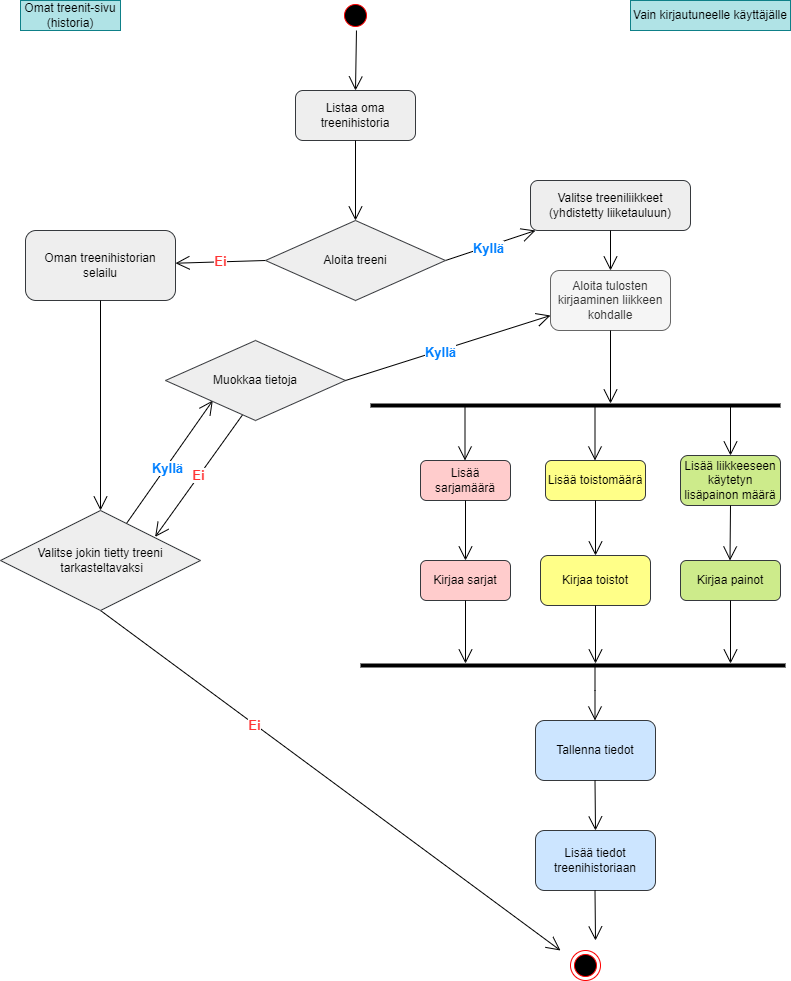 Omat treenit-sivu
(historia)
Vain kirjautuneelle käyttäjälle
Listaa oma
treenihistoria
Valitse treeniliikkeet
(yhdistetty liiketauluun)
Oman treenihistorian
selailu
Ei
Aloita treeni
Kyllä
Aloita tulosten
kirjaaminen liikkeen
kohdalle
Muokkaa tietoja
Kyllä
Kyllä
Ei
Lisää
sarjamäärä
Lisää toistomäärä
Lisää liikkeeseen
käytetyn
lisäpainon määrä
Valitse jokin tietty treeni
tarkasteltavaksi
Kirjaa sarjat
Kirjaa toistot
Kirjaa painot
Ei
Tallenna tiedot
Lisää tiedot
treenihistoriaan